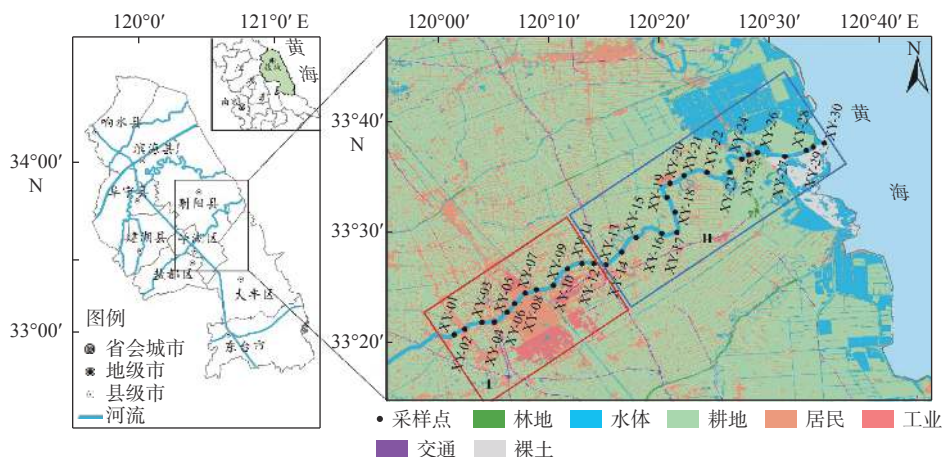 120°0′
121°0′ E
120°00′
120°10′
120°20′
120°30′
120°40′ E
黄
海
盐城
N
N
34°00′
N
33°00′
响水县
滨海县
阜宁县
射阳县
建湖县
亭湖区
盐都区
大丰区
东台市
图例
省会城市
地级市
县级市
河流
33°40′
N
33°30′
33°20′
黄
海
XY-01
XY-02
XY-03
XY-04
XY-05
XY-06
XY-07
XY-08
XY-09
XY-10
XY-11
XY-12
XY-13
XY-14
XY-15
XY-16
XY-17
XY-18
XY-19
XY-20
XY-21
XY-22
XY-23
XY-24
XY-25
XY-26
XY-27
XY-28
XY-29
XY-30
I
II
采样点 林地 水体 耕地 居民 工业
交通 裸土